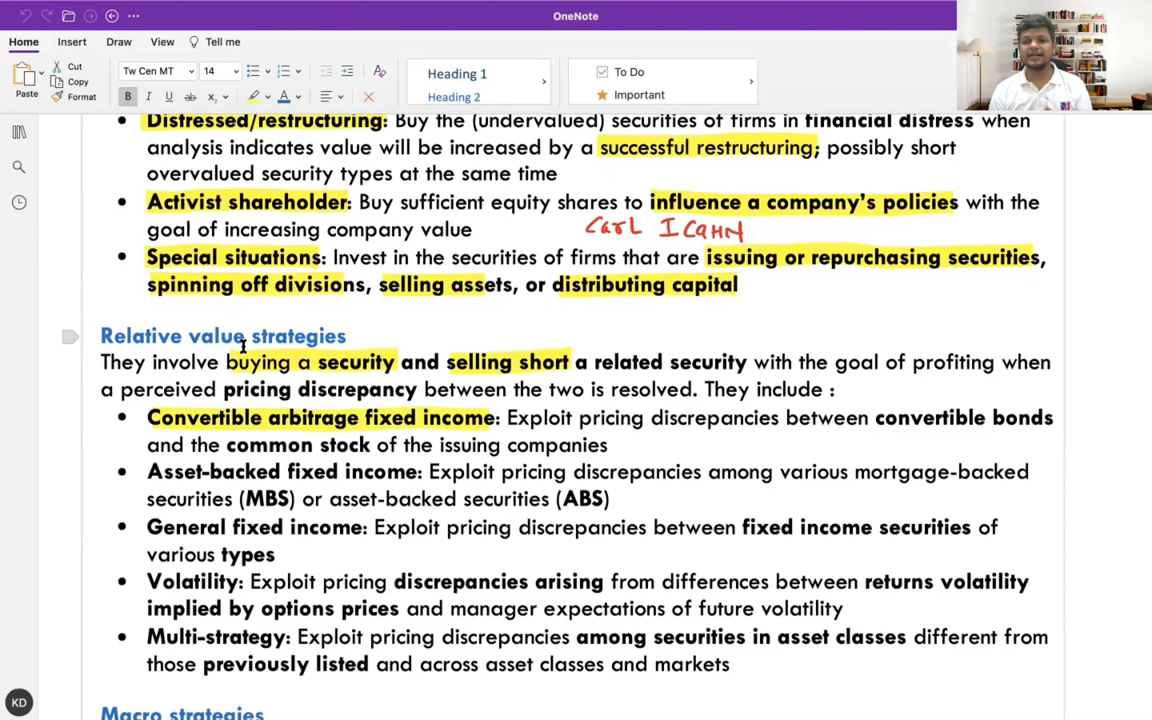 OneNote
Home Insert Draw View Tell me
Cut
Copy
Paste
Format
Tw Cen MT 14
B I U ab x₂ A
Heading 1
Heading 2
To Do
Important
• Distressed/restructuring: Buy the (undervalued) securities of firms in financial distress when
analysis indicates value will be increased by a successful restructuring; possibly short
overvalued security types at the same time
• Activist shareholder: Buy sufficient equity shares to influence a company's policies with the
goal of increasing company value
Carl ICAHN
• Special situations: Invest in the securities of firms that are issuing or repurchasing securities,
spinning off divisions, selling assets, or distributing capital
Relative value strategies
They involve buying a security and selling short a related security with the goal of profiting when
a perceived pricing discrepancy between the two is resolved. They include :
• Convertible arbitrage fixed income: Exploit pricing discrepancies between convertible bonds
and the common stock of the issuing companies
• Asset-backed fixed income: Exploit pricing discrepancies among various mortgage-backed
securities (MBS) or asset-backed securities (ABS)
• General fixed income: Exploit pricing discrepancies between fixed income securities of
various types
• Volatility: Exploit pricing discrepancies arising from differences between returns volatility
implied by options prices and manager expectations of future volatility
• Multi-strategy: Exploit pricing discrepancies among securities in asset classes different from
those previously listed and across asset classes and markets
Macro strategies
KD